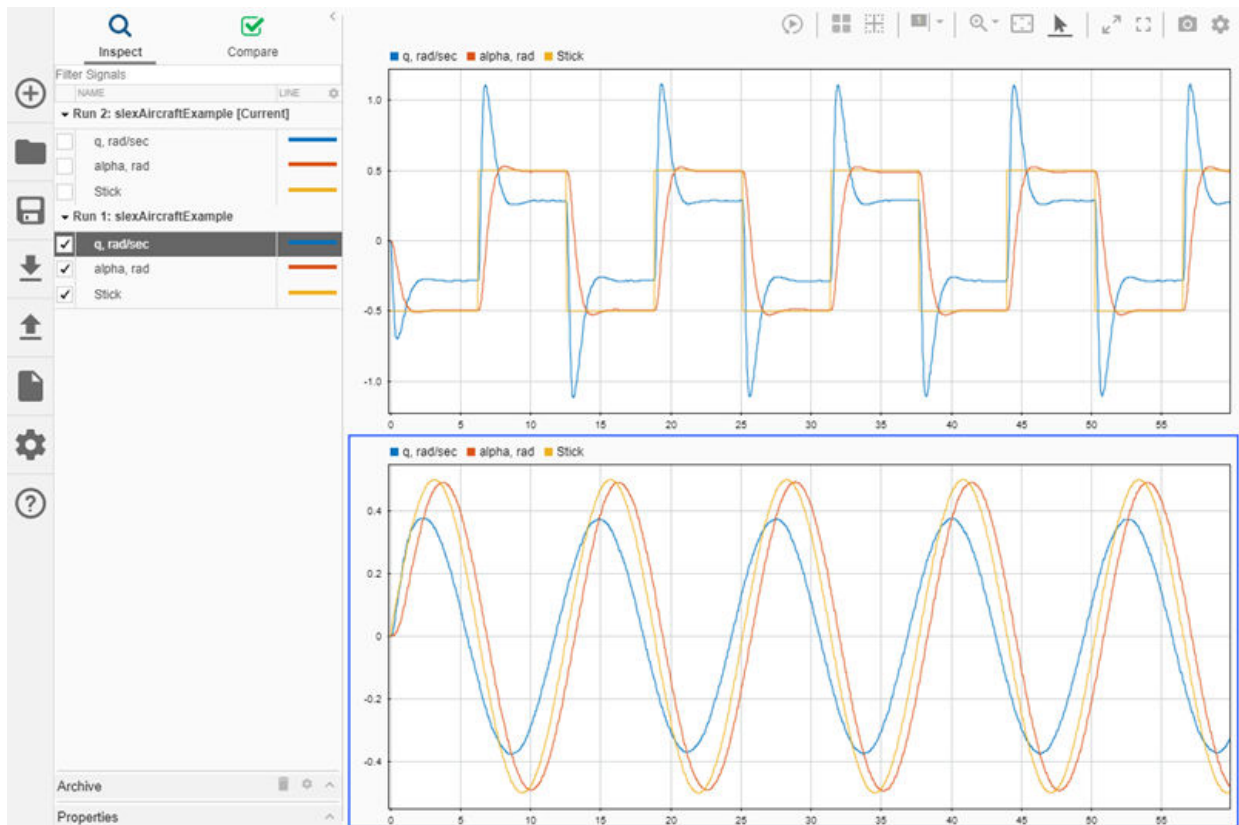 Inspect
Compare
Filter Signals
NAME LINE
Run 2: slexAircraftExample [Current]
q, rad/sec
alpha, rad
Stick
Run 1: slexAircraftExample
q, rad/sec
alpha, rad
Stick
Archive
Properties
1
q, rad/sec alpha, rad Stick
1.0
0.5
0
-0.5
-1.0
0 5 10 15 20 25 30 35 40 45 50 55
q, rad/sec alpha, rad Stick
0.4
0.2
0
-0.2
-0.4
0 5 10 15 20 25 30 35 40 45 50 55